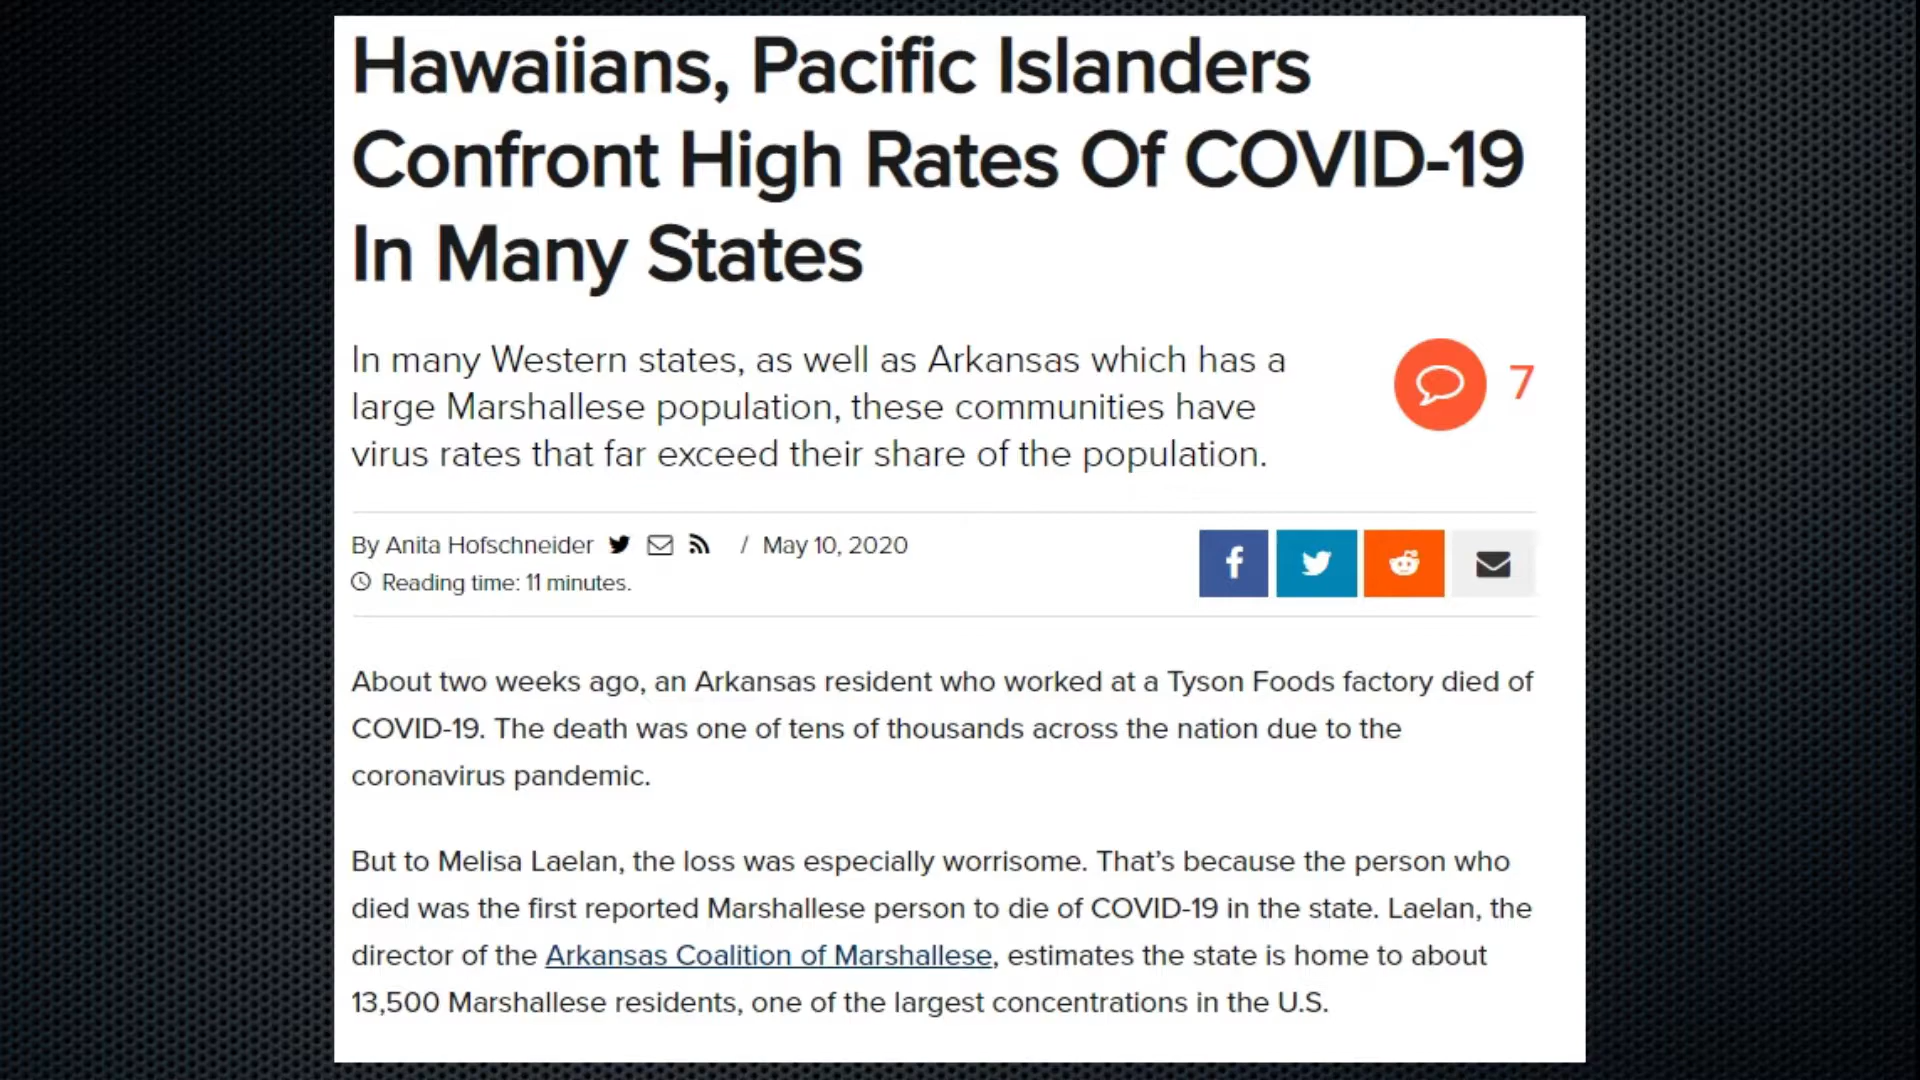 Hawaiians, Pacific Islanders
Confront High Rates Of COVID-19
In Many States
In many Western states, as well as Arkansas which has a
large Marshallese population, these communities have
virus rates that far exceed their share of the population.
7
By Anita Hofschneider / May 10, 2020
Reading time: 11 minutes.
f
About two weeks ago, an Arkansas resident who worked at a Tyson Foods factory died of
COVID-19. The death was one of tens of thousands across the nation due to the
coronavirus pandemic.
But to Melisa Laelan, the loss was especially worrisome. That's because the person who
died was the first reported Marshallese person to die of COVID-19 in the state. Laelan, the
director of the Arkansas Coalition of Marshallese, estimates the state is home to about
13,500 Marshallese residents, one of the largest concentrations in the U.S.